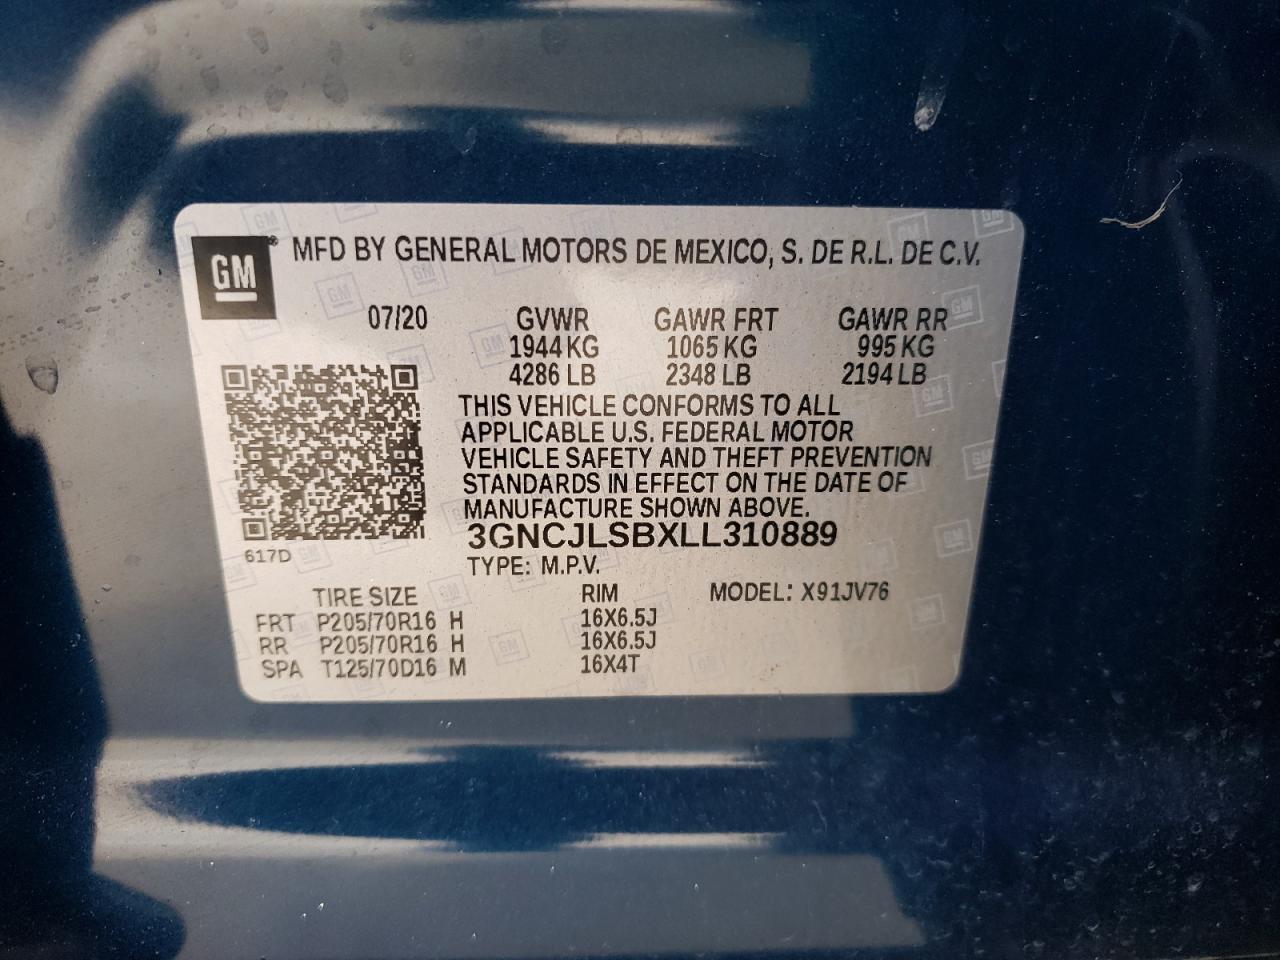 GM® MFD BY GENERAL MOTORS DE MEXICO, S. DE R.L. DE C.V.
07/20 GVWR GAWR FRT GAWR RR
1944 KG 1065 KG 995 KG
4286 LB 2348 LB 2194 LB
THIS VEHICLE CONFORMS TO ALL
APPLICABLE U.S. FEDERAL MOTOR
VEHICLE SAFETY AND THEFT PREVENTION
STANDARDS IN EFFECT ON THE DATE OF
MANUFACTURE SHOWN ABOVE.
3GNCJLSBXLL310889
617D
TYPE: M.P.V.
TIRE SIZE RIM MODEL: X91JV76
FRT P205/70R16 H 16X6.5J
RR P205/70R16 H 16X6.5J
SPA T125/70D16 M 16X4T